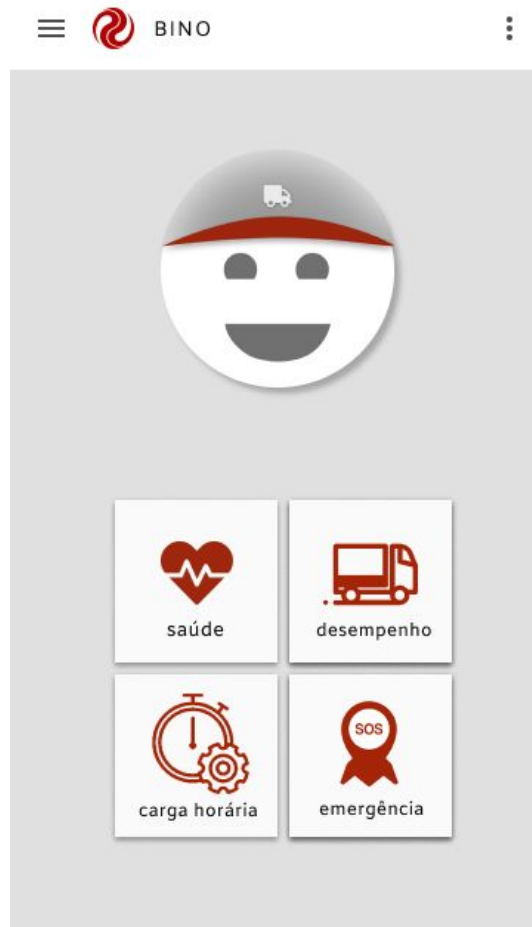 BINO
saúde
desempenho
carga horária
SOS
emergência